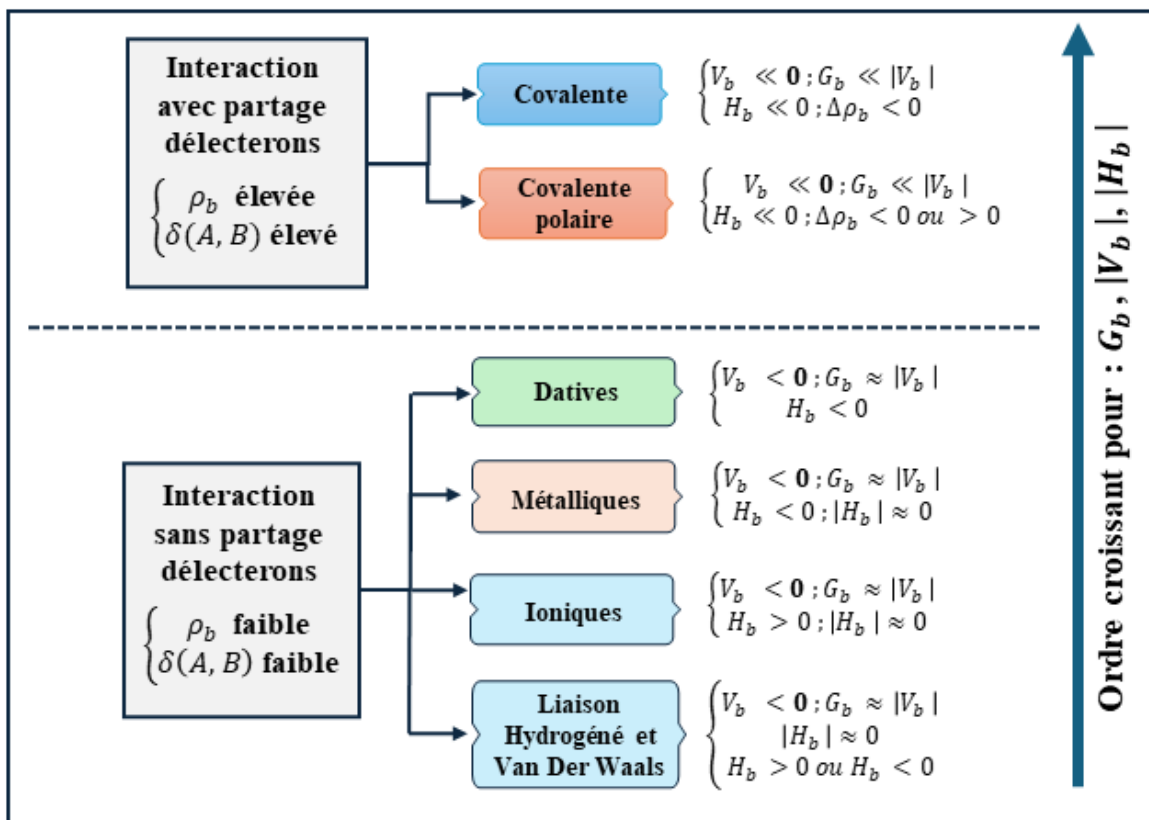 Interaction
avec partage
délecterons
ρ_b élevée
δ(A, B) élevé
Covalente
{V_b ≪ 0 ; G_b ≪ |V_b|
H_b ≪ 0 ; Δρ_b < 0
Covalente
polaire
{V_b ≪ 0 ; G_b ≪ |V_b|
H_b ≪ 0 ; Δρ_b < 0 ou > 0
Interaction
sans partage
délecterons
ρ_b faible
δ(A, B) faible
Datives
{V_b < 0 ; G_b ≈ |V_b|
H_b < 0
Métalliques
{V_b < 0 ; G_b ≈ |V_b|
H_b < 0 ; |H_b| ≈ 0
Ioniques
{V_b < 0 ; G_b ≈ |V_b|
H_b > 0 ; |H_b| ≈ 0
Liaison
Hydrogéné et
Van Der Waals
{V_b < 0 ; G_b ≈ |V_b|
|H_b| ≈ 0
H_b > 0 ou H_b < 0
Ordre croissant pour : G_b, |V_b|, |H_b|